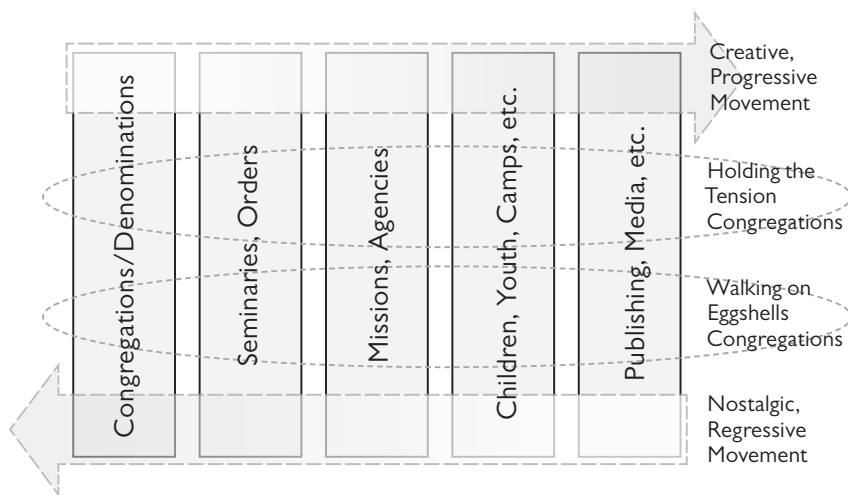 Congregations/Denominations
Seminaries, Orders
Missions, Agencies
Children, Youth, Camps, etc.
Publishing, Media, etc.
Creative,
Progressive
Movement
Holding the
Tension
Congregations
Walking on
Eggshells
Congregations
Nostalgic,
Regressive
Movement